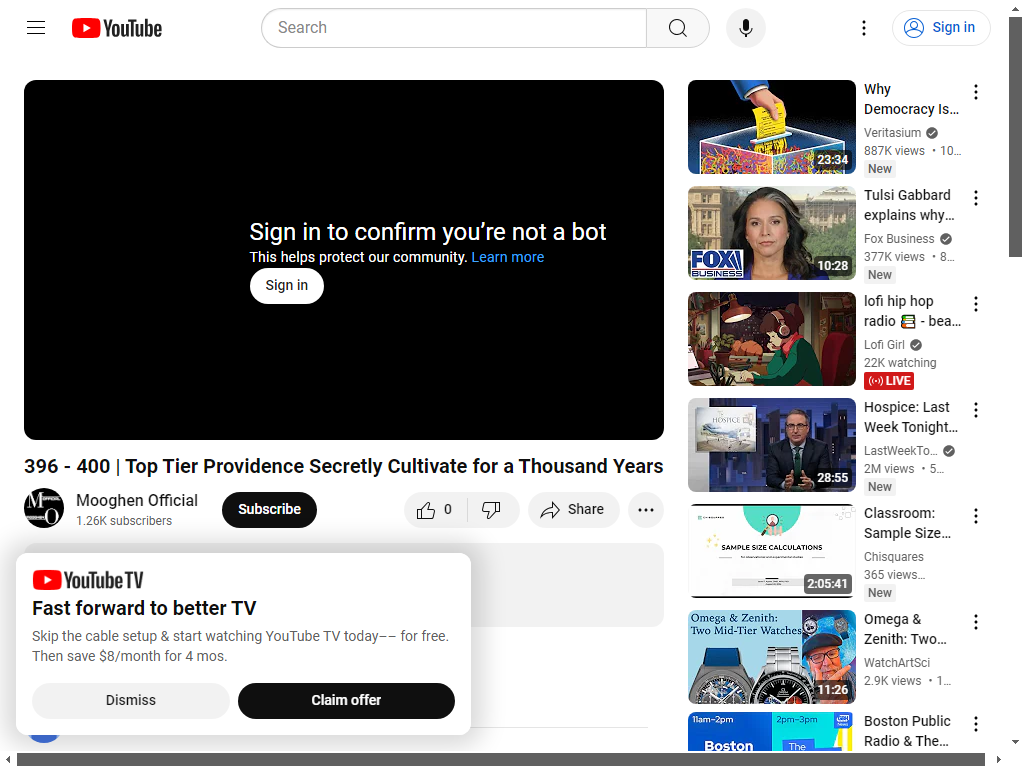 YouTube
Search
Sign in
Sign in to confirm you're not a bot
This helps protect our community. Learn more
Sign in
396 - 400 | Top Tier Providence Secretly Cultivate for a Thousand Years
Mooghen Official
1.26K subscribers
Subscribe
0
Share
YouTube TV
Fast forward to better TV
Skip the cable setup & start watching YouTube TV today–– for free.
Then save $8/month for 4 mos.
Dismiss
Claim offer
23:34
Why
Democracy Is...
Veritasium
887K views • 10...
New
FOX
BUSINESS
10:28
Tulsi Gabbard
explains why...
Fox Business
377K views • 8...
New
lofi hip hop
radio 📚 - bea...
Lofi Girl
22K watching
LIVE
HOSPICE
28:55
Hospice: Last
Week Tonight...
LastWeekTo...
2M views • 5...
New
SAMPLE SIZE CALCULATIONS
2:05:41
Classroom:
Sample Size...
Chisquares
365 views...
New
Omega & Zenith:
Two Mid-Tier Watches
11:26
Omega &
Zenith: Two...
WatchArtSci
2.9K views • 1...
11am–2pm
2pm–3pm
Boston
The
Boston Public
Radio & The...